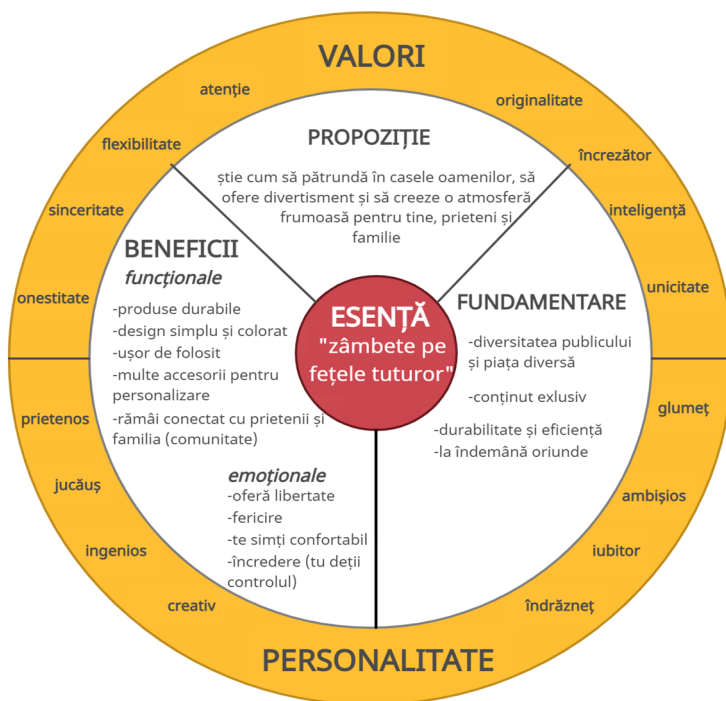 VALORI
atenție
originalitate
flexibilitate
încrezător
sinceritate
inteligență
onestitate
unicitate
PROPOZIȚIE
știe cum să pătrundă în casele oamenilor, să
ofere divertisment și să creeze o atmosferă
frumoasă pentru tine, prieteni și
familie
BENEFICII
funcționale
-produse durabile
-design simplu și colorat
-ușor de folosit
-multe accesorii pentru
personalizare
-rămâi conectat cu prietenii și
familia (comunitate)
emoționale
-oferă libertate
-fericire
-te simți confortabil
-încredere (tu deții
controlul)
ESENȚĂ
"zâmbete pe
fețele tuturor"
FUNDAMENTARE
-diversitatea publicului
și piața diversă
-conținut exlusiv
-durabilitate și eficiență
-la îndemână oriunde
prietenos
glumeț
jucăuș
ambișios
ingenios
iubitor
creativ
îndrăzneț
PERSONALITATE